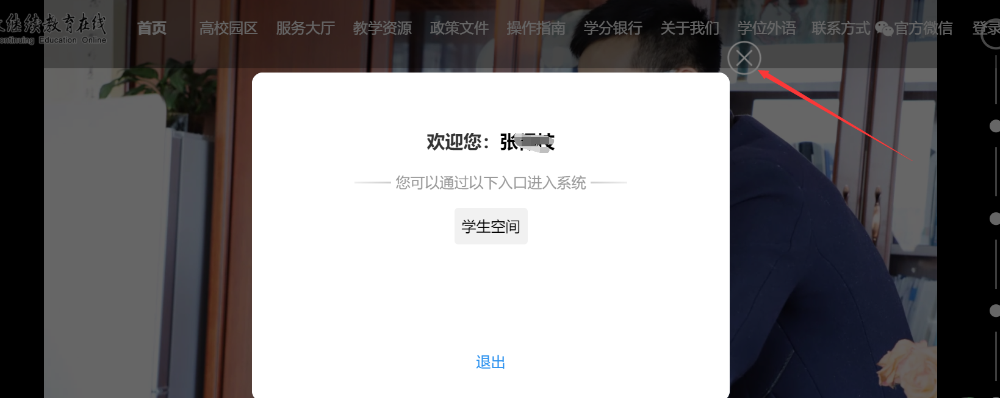 继续教育在线
ontinuing Education Online
首页 高校园区 服务大厅 教学资源 政策文件 操作指南 学分银行 关于我们 学位外语 联系方式 官方微信 登录
欢迎您：张
您可以通过以下入口进入系统
学生空间
退出